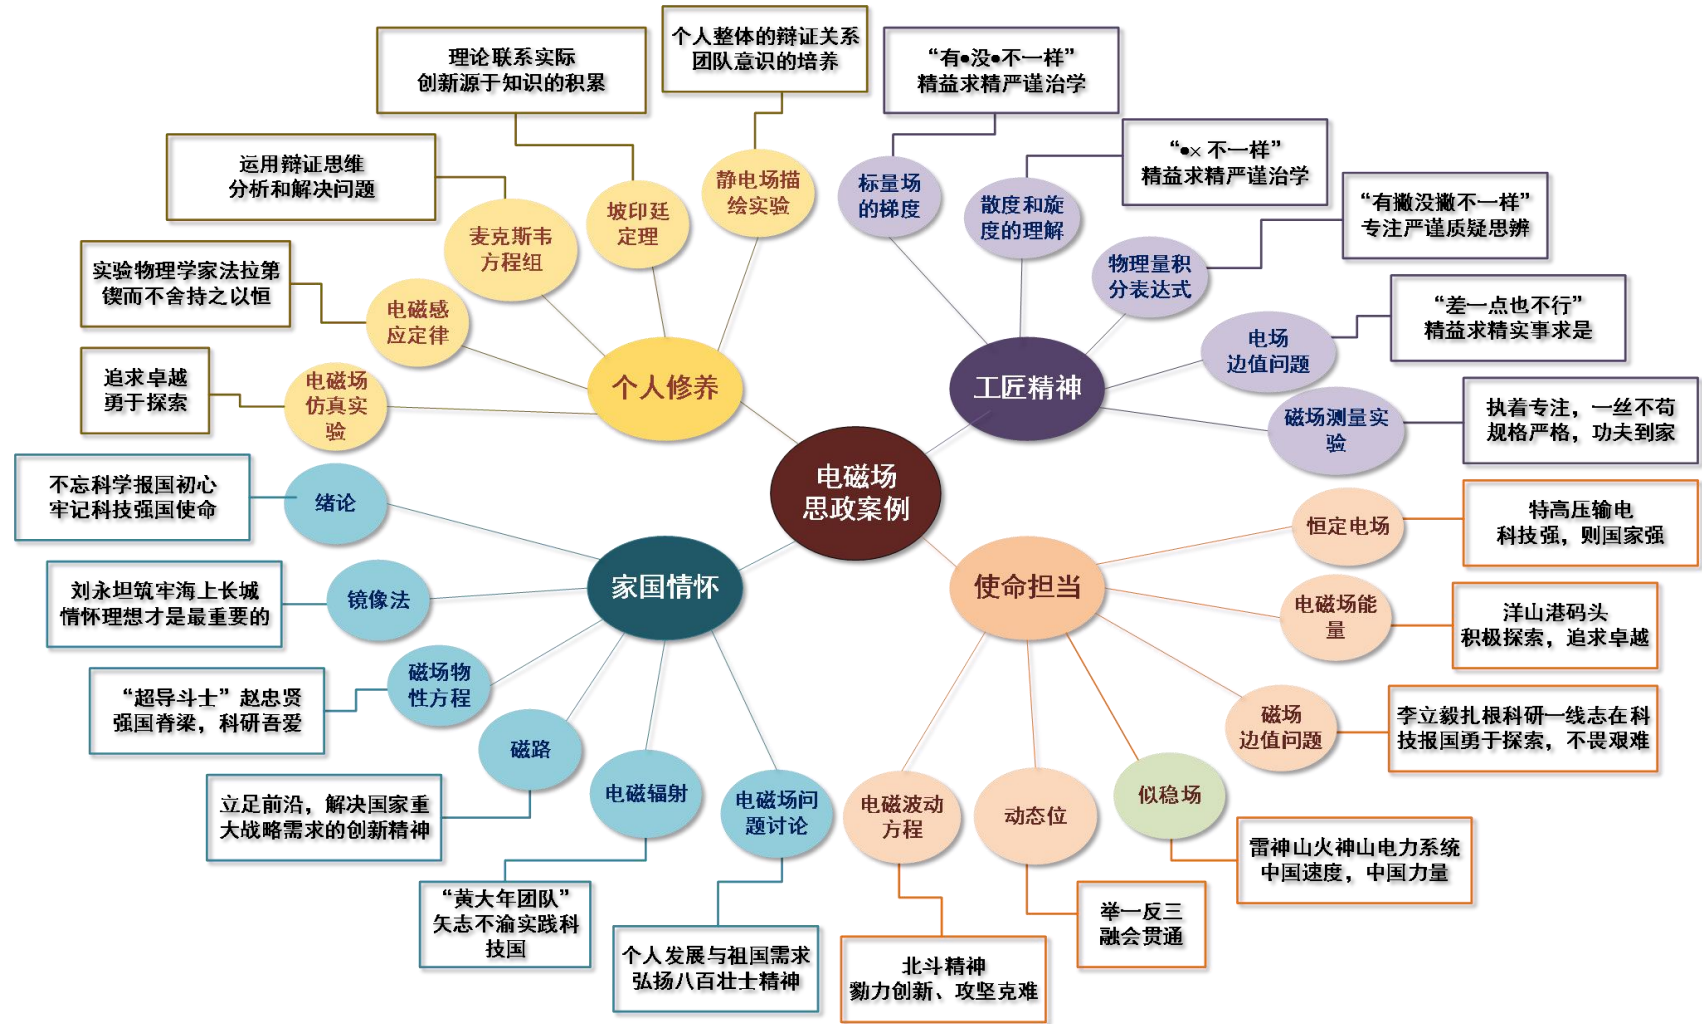 电磁场
思政案例
个人修养
静电场描
绘实验
个人整体的辩证关系
团队意识的培养
坡印廷
定理
理论联系实际
创新源于知识的积累
麦克斯韦
方程组
运用辩证思维
分析和解决问题
电磁感
应定律
实验物理学家法拉第
锲而不舍持之以恒
电磁场
仿真实
验
追求卓越
勇于探索
工匠精神
标量场
的梯度
“有•没•不一样”
精益求精严谨治学
散度和旋
度的理解
“•× 不一样”
精益求精严谨治学
物理量积
分表达式
“有撇没撇不一样”
专注严谨质疑思辨
电场
边值问题
“差一点也不行”
精益求精实事求是
磁场测量实
验
执着专注，一丝不苟
规格严格，功夫到家
家国情怀
绪论
不忘科学报国初心
牢记科技强国使命
镜像法
刘永坦筑牢海上长城
情怀理想才是最重要的
磁场物
性方程
“超导斗士”赵忠贤
强国脊梁，科研吾爱
磁路
立足前沿，解决国家重
大战略需求的创新精神
电磁辐射
“黄大年团队”
矢志不渝实践科
技国
电磁场问
题讨论
个人发展与祖国需求
弘扬八百壮士精神
使命担当
恒定电场
特高压输电
科技强，则国家强
电磁场能
量
洋山港码头
积极探索，追求卓越
磁场
边值问题
李立毅扎根科研一线志在科
技报国勇于探索，不畏艰难
似稳场
雷神山火神山电力系统
中国速度，中国力量
动态位
举一反三
融会贯通
电磁波动
方程
北斗精神
勠力创新、攻坚克难